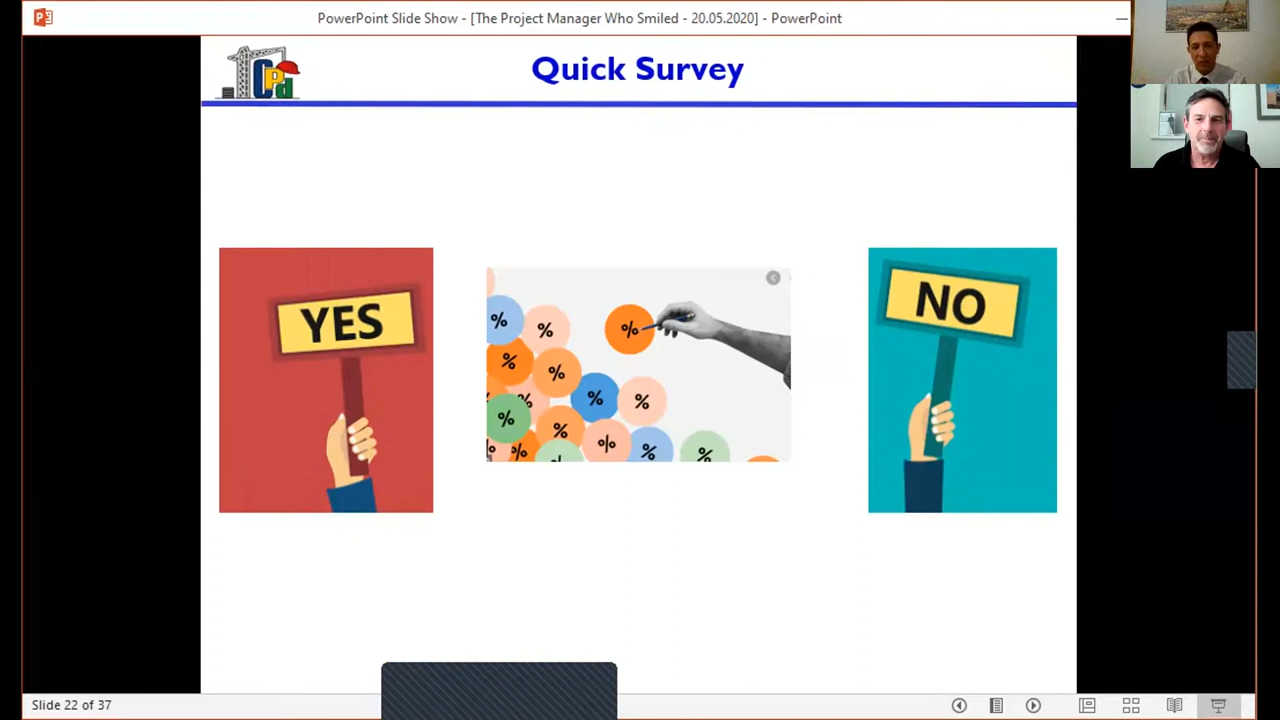 PowerPoint Slide Show - [The Project Manager Who Smiled - 20.05.2020] - PowerPoint
CPd
Quick Survey
YES
NO
%
%
%
%
%
%
%
%
%
%
%
%
%
%
Slide 22 of 37